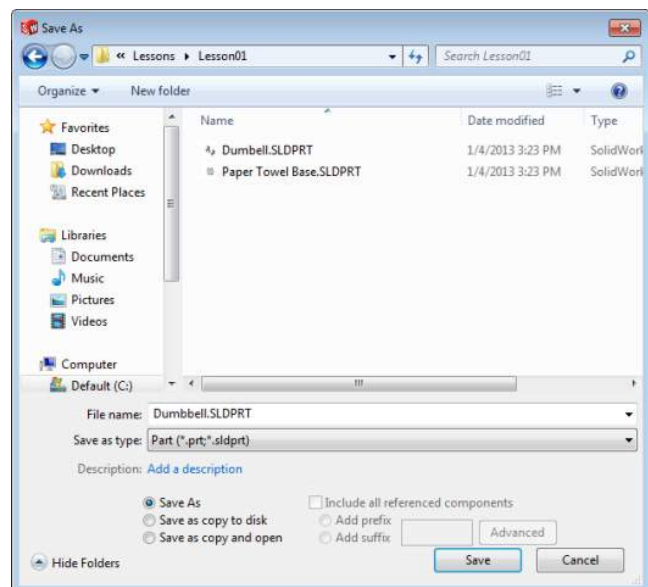 Save As
« Lessons ▸ Lesson01
Search Lesson01
Organize
New folder
Name
Date modified
Type
Favorites
Desktop
Downloads
Recent Places
Libraries
Documents
Music
Pictures
Videos
Computer
Default (C:)
Dumbell.SLDPRT 1/4/2013 3:23 PM SolidWork
Paper Towel Base.SLDPRT 1/4/2013 3:23 PM SolidWork
File name: Dumbbell.SLDPRT
Save as type: Part (*.prt;*.sldprt)
Description: Add a description
Save As
Save as copy to disk
Save as copy and open
Include all referenced components
Add prefix
Add suffix
Advanced
Hide Folders
Save
Cancel